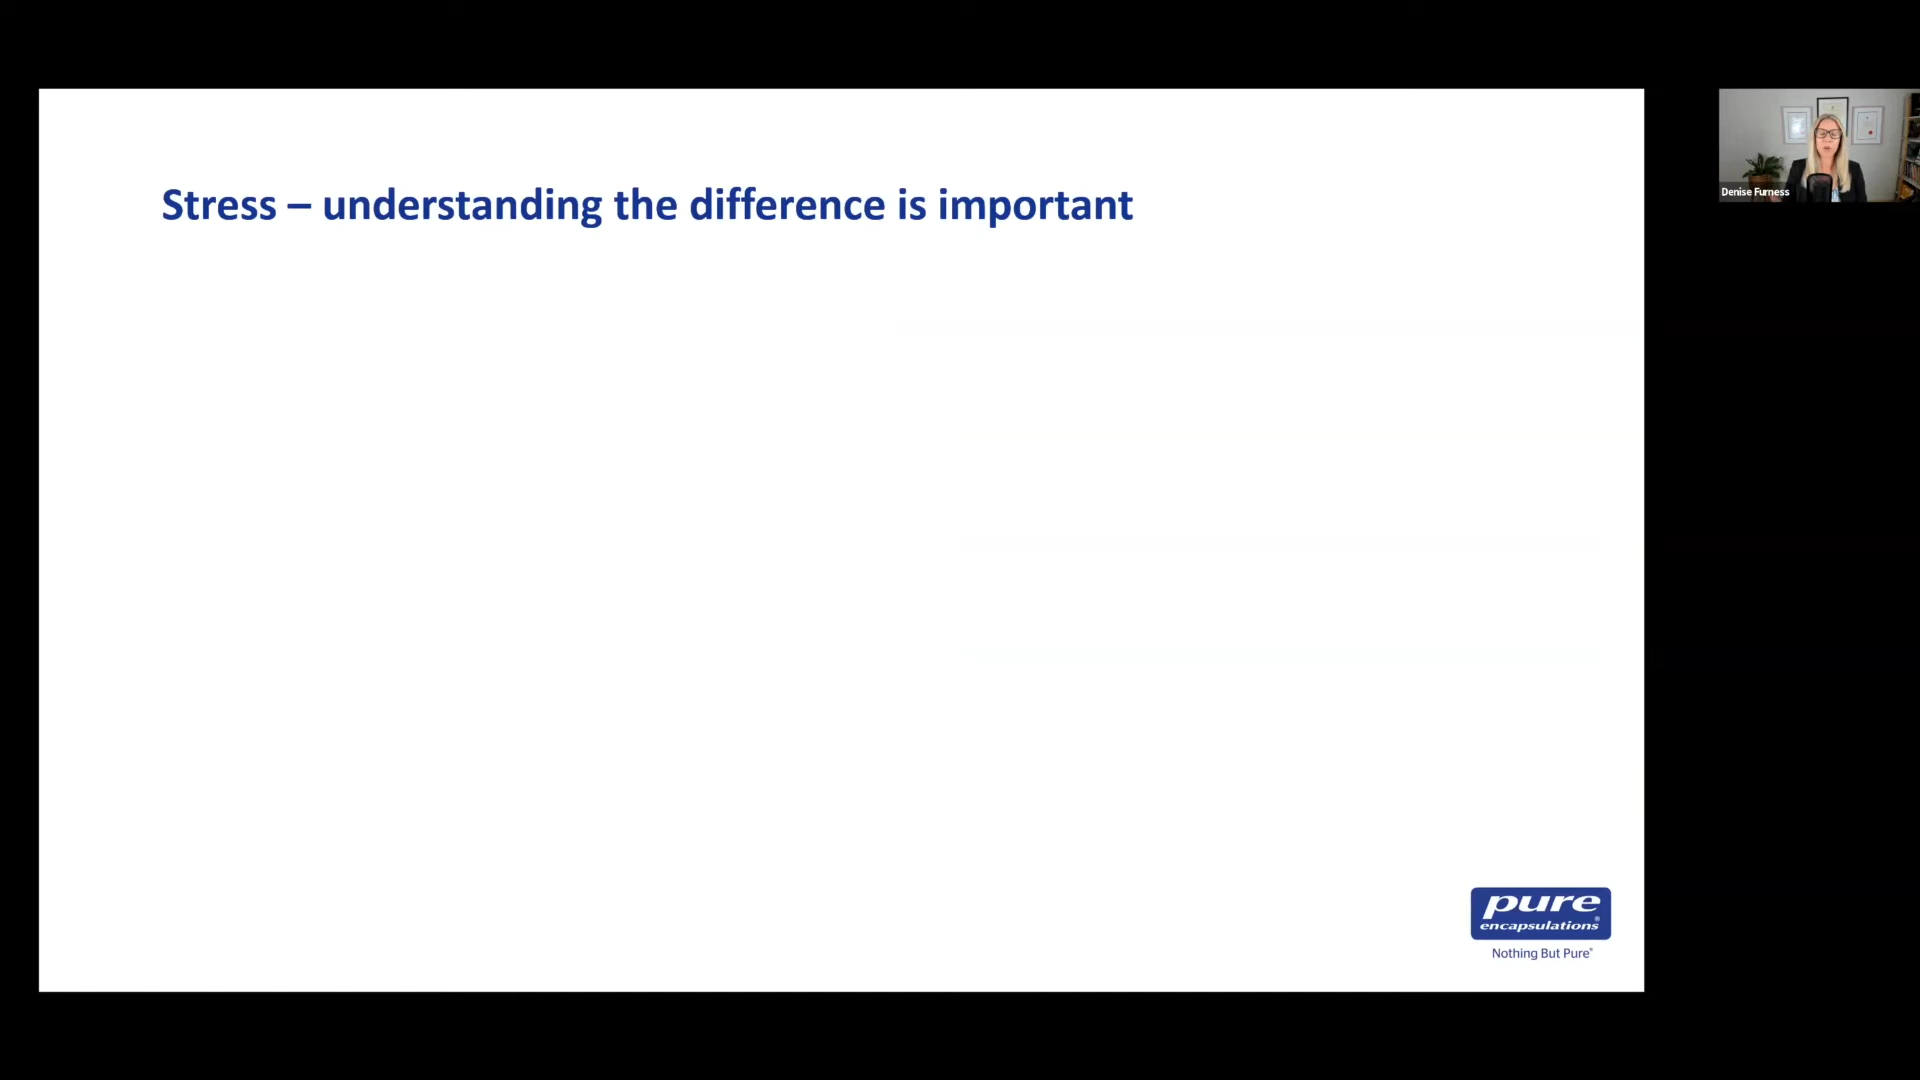 Stress – understanding the difference is important
Denise Furness
pure
encapsulations®
Nothing But Pure®